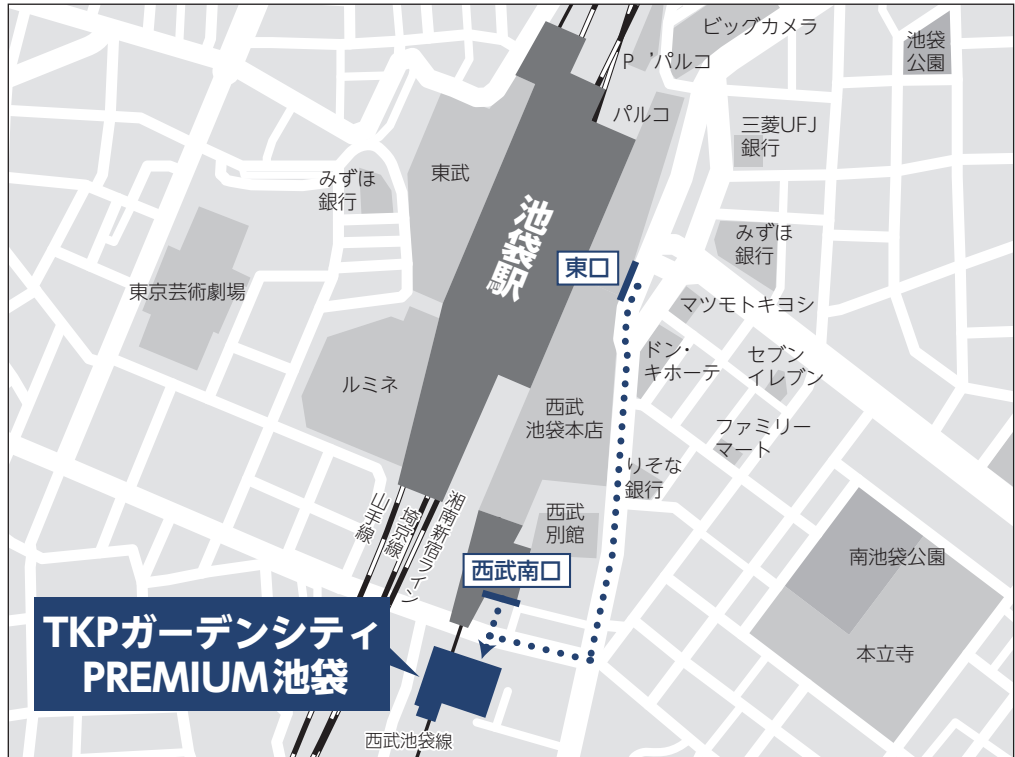 ビッグカメラ
P’パルコ
池袋
公園
パルコ
三菱UFJ
銀行
東武
みずほ
銀行
池袋駅
みずほ
銀行
東口
東京芸術劇場
マツモトキヨシ
ドン・
キホーテ
セブン
イレブン
ルミネ
西武
池袋本店
ファミリー
マート
りそな
銀行
山手線
埼京線
湘南新宿ライン
西武
別館
南池袋公園
西武南口
TKPガーデンシティ
PREMIUM池袋
本立寺
西武池袋線